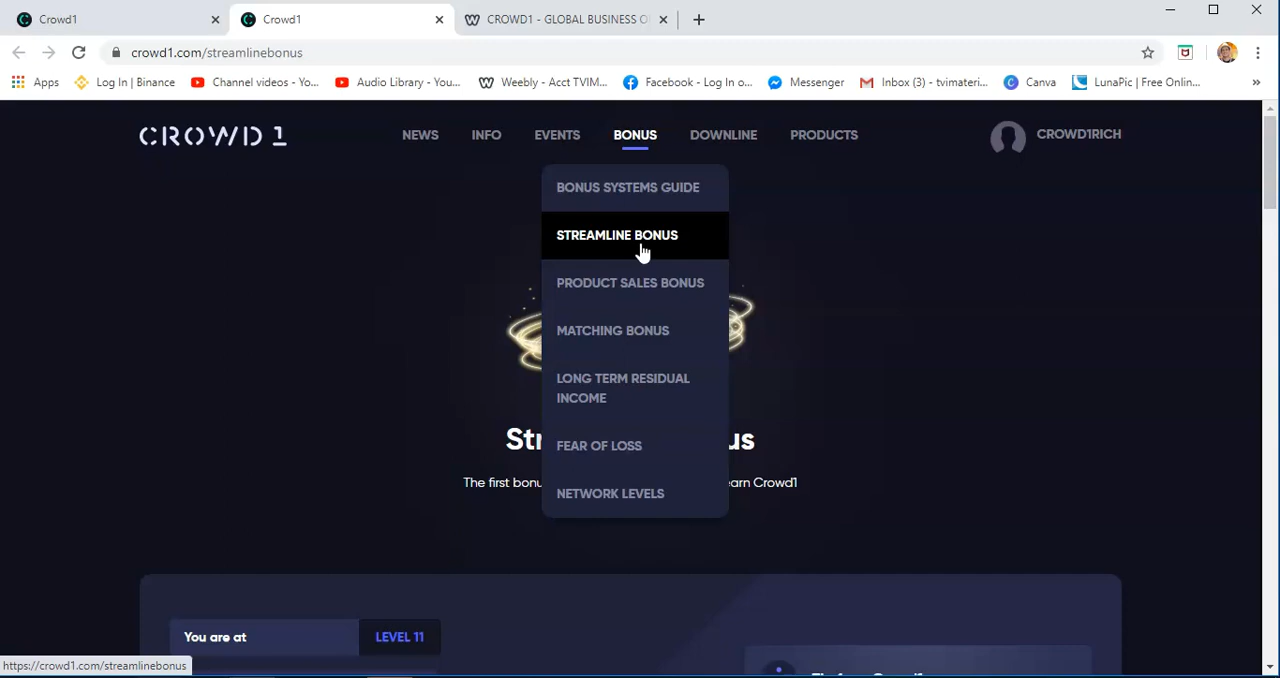 Crowd1
Crowd1
CROWD1 - GLOBAL BUSINESS O
crowd1.com/streamlinebonus
Apps
Log In | Binance
Channel videos - Yo...
Audio Library - You...
Weebly - Acct TVIM...
Facebook - Log In o...
Messenger
Inbox (3) - tvimateri...
Canva
LunaPic | Free Onlin...
»
CROWD 1
NEWS
INFO
EVENTS
BONUS
DOWNLINE
PRODUCTS
CROWD1RICH
BONUS SYSTEMS GUIDE
STREAMLINE BONUS
PRODUCT SALES BONUS
MATCHING BONUS
LONG TERM RESIDUAL
INCOME
FEAR OF LOSS
NETWORK LEVELS
Str us
The first bonu earn Crowd1
You are at
LEVEL 11
https://crowd1.com/streamlinebonus